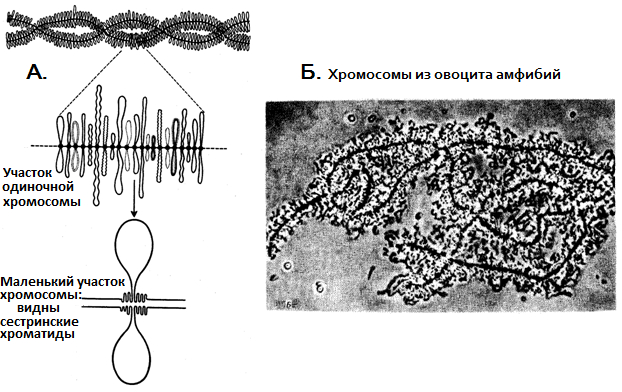 А.
Б. Хромосомы из овоцита амфибий
Участок
одиночной
хромосомы
Маленький участок
хромосомы:
видны
сестринские
хроматиды